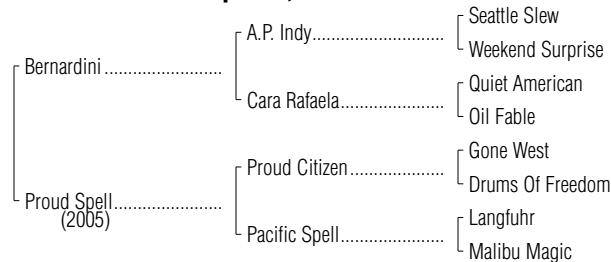 Seattle Slew
A.P. Indy........................................
Weekend Surprise
Bernardini ....................................
Quiet American
Cara Rafaela................................
Oil Fable
Gone West
Proud Citizen .............................
Drums Of Freedom
Proud Spell..................................
(2005)
Langfuhr
Pacific Spell................................
Malibu Magic